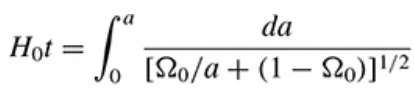 H₀t = ∫₀ᵃ da / [Ω₀/a + (1 − Ω₀)]^{1/2}